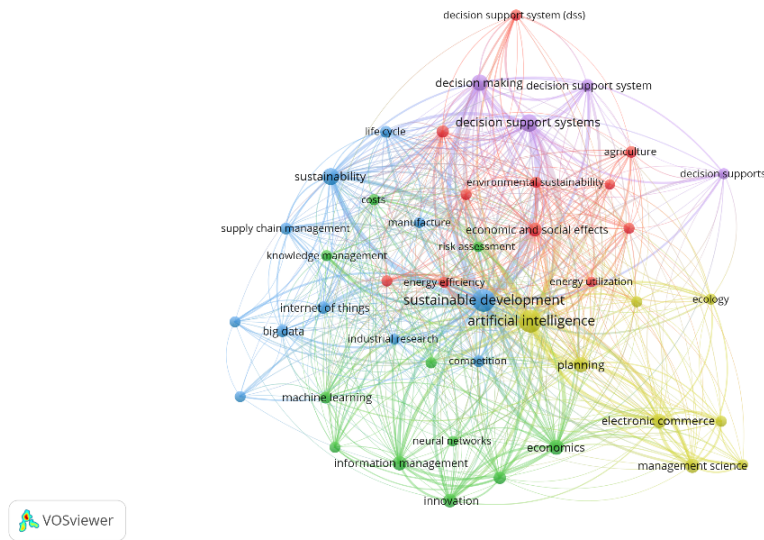 decision support system (dss)
decision making
decision support system
decision support systems
life cycle
agriculture
sustainability
environmental sustainability
decision supports
costs
manufacture
supply chain management
economic and social effects
risk assessment
knowledge management
energy efficiency
energy utilization
sustainable development
ecology
internet of things
artificial intelligence
big data
industrial research
competition
planning
machine learning
electronic commerce
neural networks
economics
information management
management science
innovation
VOSviewer